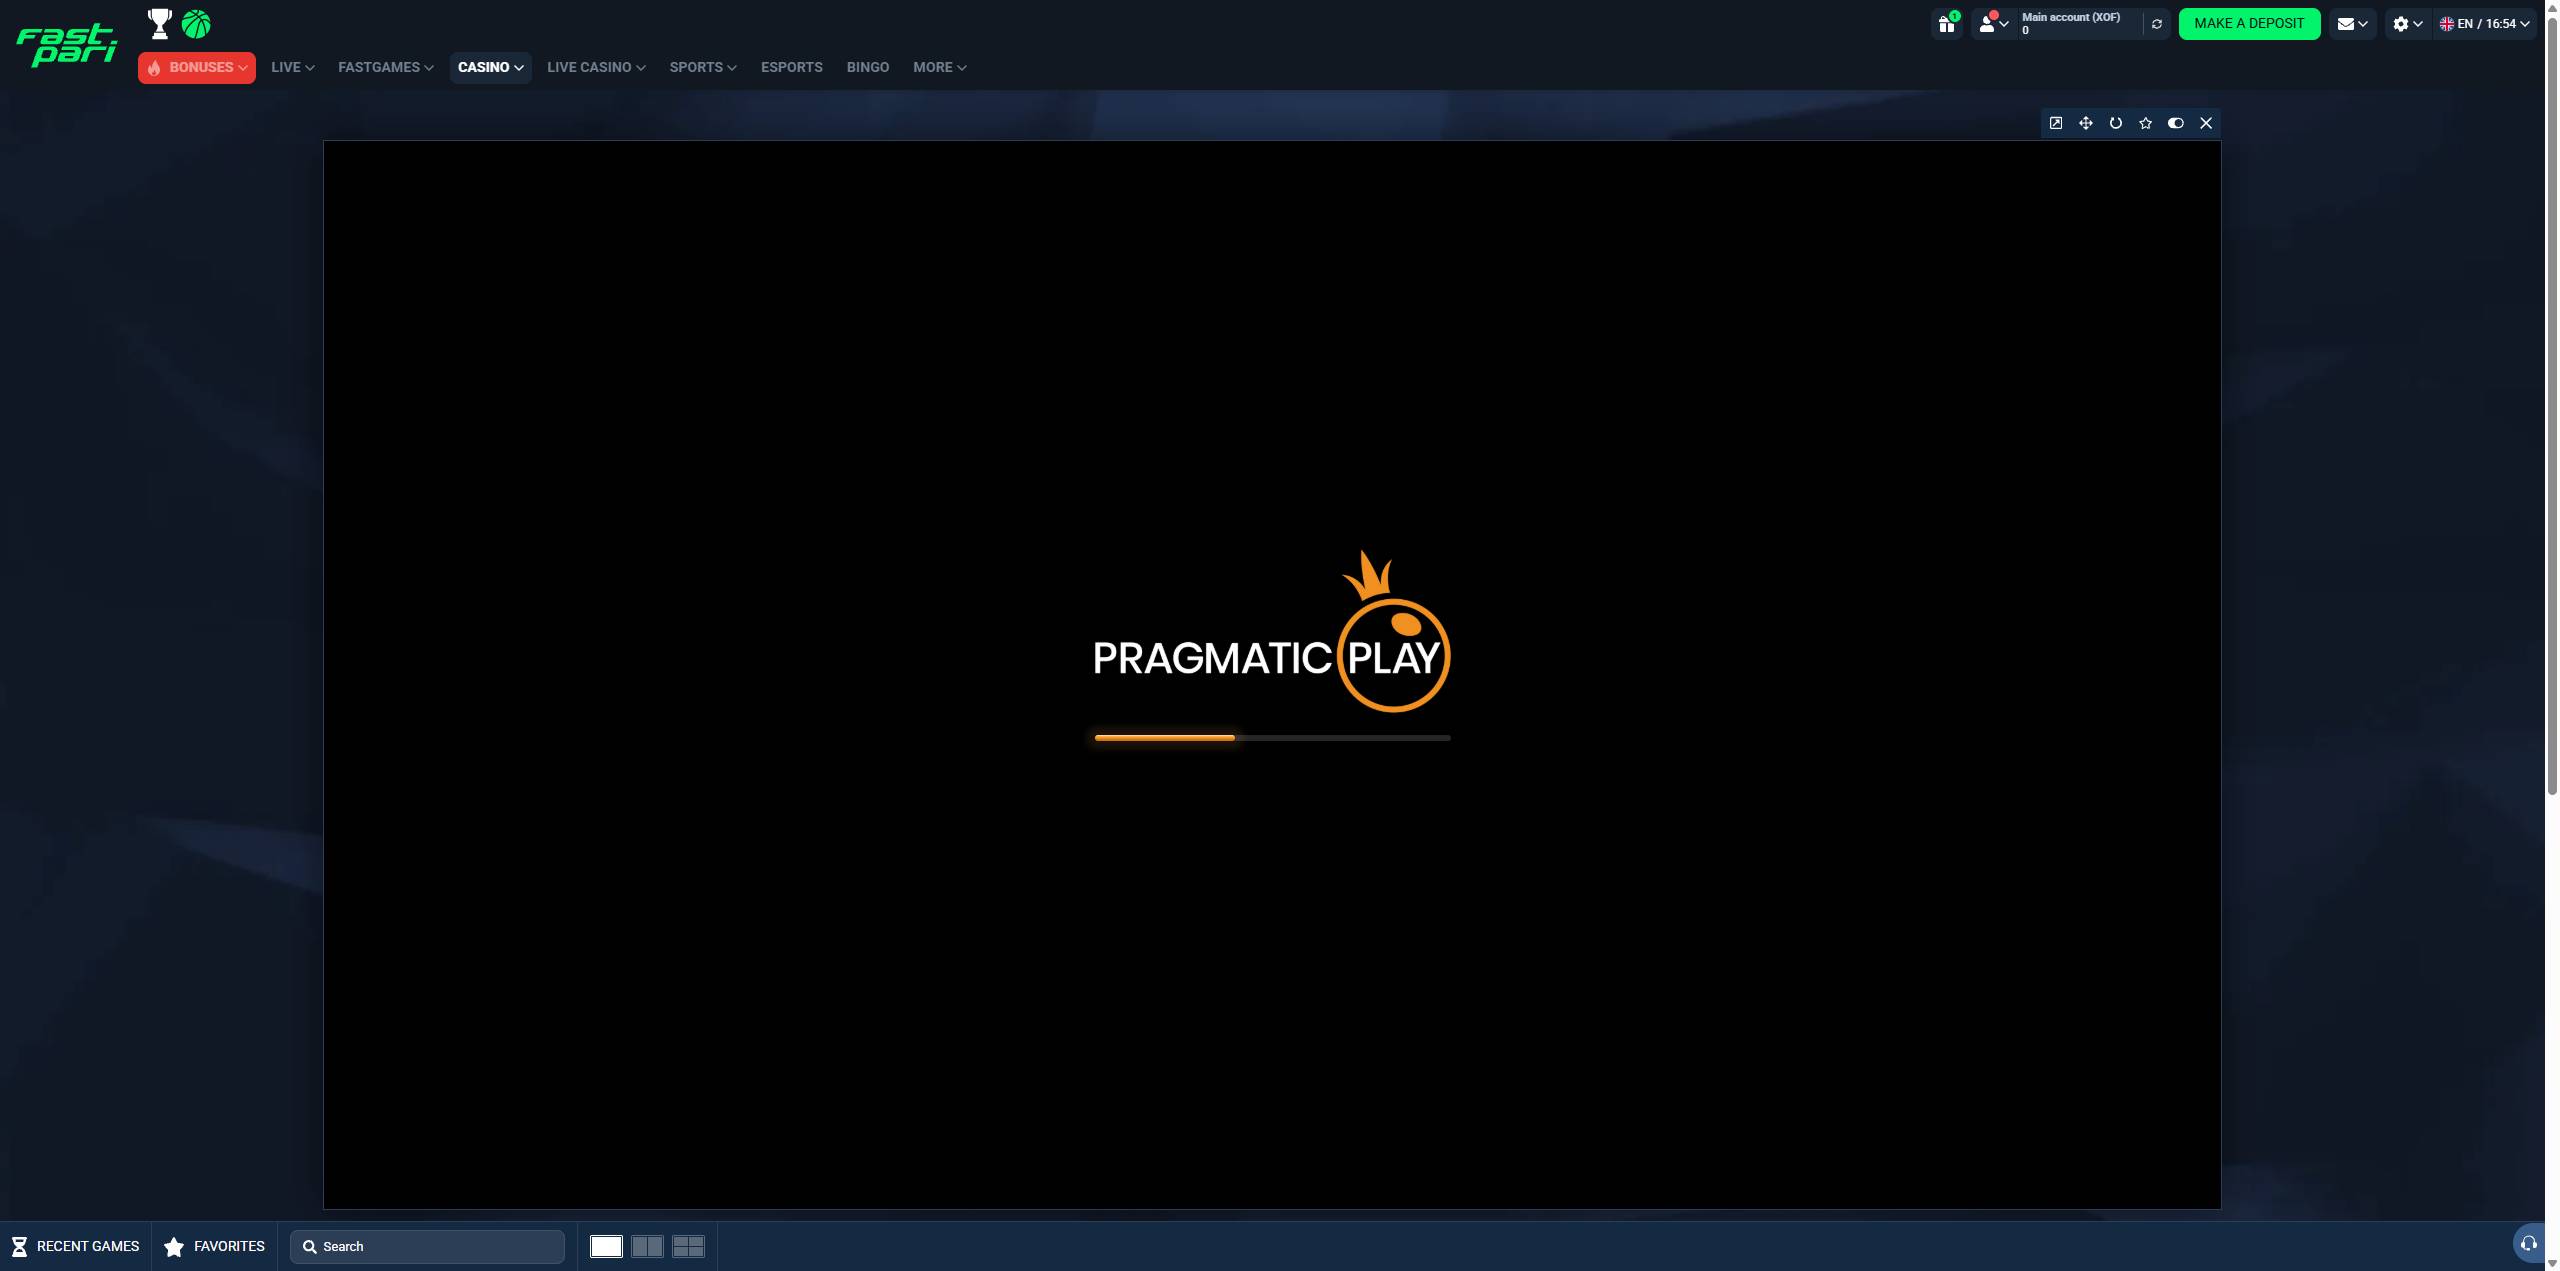 fast
pari
BONUSES
LIVE
FASTGAMES
CASINO
LIVE CASINO
SPORTS
ESPORTS
BINGO
MORE
1
Main account (XOF)
0
MAKE A DEPOSIT
EN / 16:54
PRAGMATIC PLAY
RECENT GAMES
FAVORITES
Search